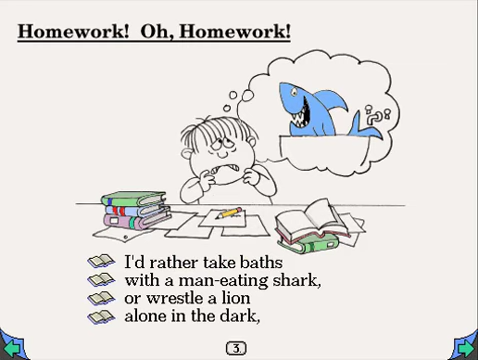 Homework!  Oh, Homework!
I'd rather take baths
with a man-eating shark,
or wrestle a lion
alone in the dark,
3